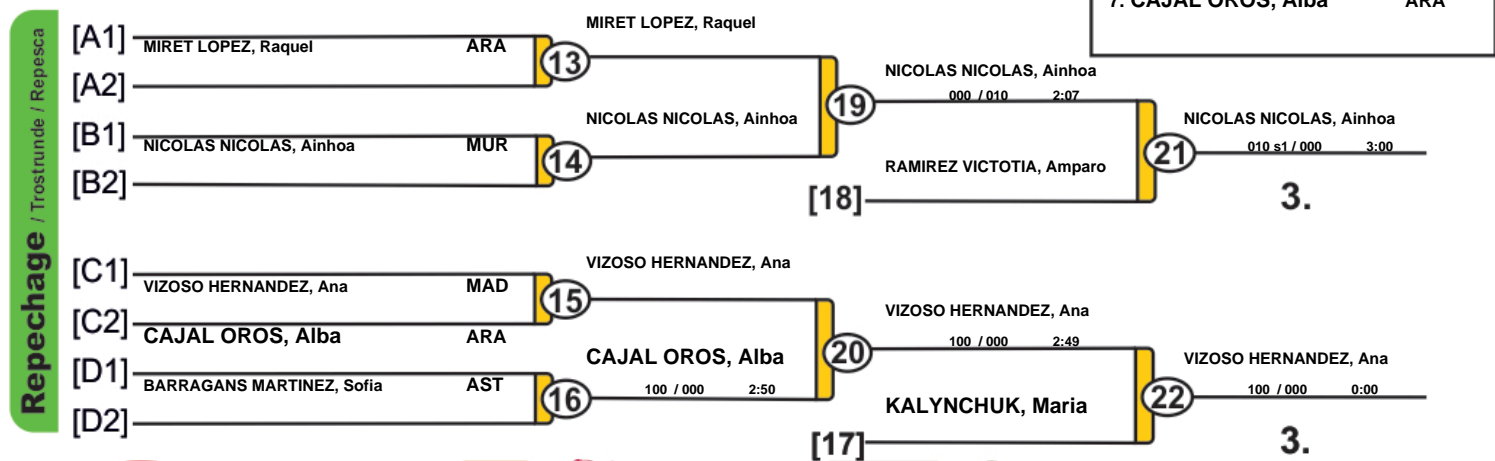 7. CAJAL OROS, Alba ARA
Repechage / Trostrunde / Repesca
[A1] MIRET LOPEZ, Raquel ARA
[A2]
13
MIRET LOPEZ, Raquel
[B1] NICOLAS NICOLAS, Ainhoa MUR
[B2]
14
NICOLAS NICOLAS, Ainhoa
19
NICOLAS NICOLAS, Ainhoa
000 / 010 2:07
RAMIREZ VICTOTIA, Amparo
[18]
21
NICOLAS NICOLAS, Ainhoa
010 s1 / 000 3:00
3.
[C1] VIZOSO HERNANDEZ, Ana MAD
[C2] CAJAL OROS, Alba ARA
15
VIZOSO HERNANDEZ, Ana
[D1] BARRAGANS MARTINEZ, Sofia AST
[D2]
16
CAJAL OROS, Alba
100 / 000 2:50
20
VIZOSO HERNANDEZ, Ana
100 / 000 2:49
KALYNCHUK, Maria
[17]
22
VIZOSO HERNANDEZ, Ana
100 / 000 0:00
3.